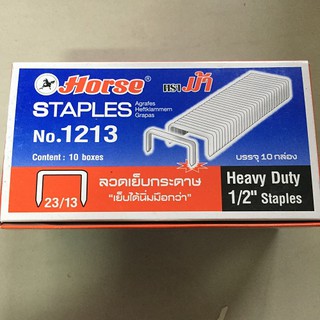 Horse ® ตราม้า
STAPLES
Agrafes
Heftklammern
Grapas
No.1213
Content : 10 boxes
บรรจุ 10 กล่อง
23/13
ลวดเย็บกระดาษ
"เย็บได้นิ่มมือกว่า"
Heavy Duty
1/2" Staples